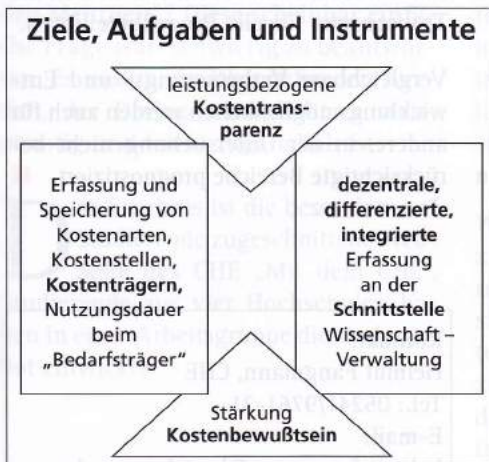 Ziele, Aufgaben und Instrumente
leistungsbezogene
Kostentrans-
parenz
Erfassung und
Speicherung von
Kostenarten,
Kostenstellen,
Kostenträgern,
Nutzungsdauer
beim
„Bedarfsträger“
dezentrale,
differenzierte,
integrierte
Erfassung
an der
Schnittstelle
Wissenschaft–
Verwaltung
Stärkung
Kostenbewußtsein